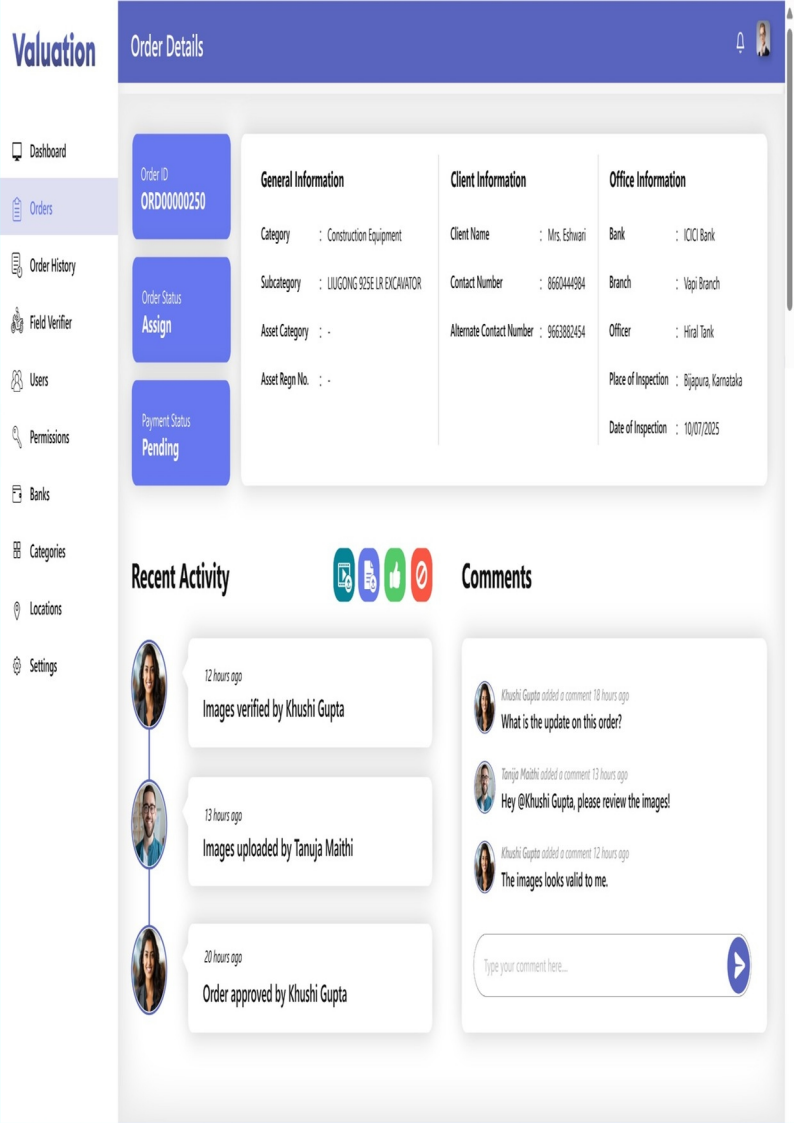 Valuation
Order Details
Dashboard
Orders
Order History
Field Verifier
Users
Permissions
Banks
Categories
Locations
Settings
Order ID
ORD00000250
Order Status
Assign
Payment Status
Pending
General Information
Category : Construction Equipment
Subcategory : LIUGONG 925E LR EXCAVATOR
Asset Category : -
Asset Regn No. : -
Client Information
Client Name : Mrs. Eshwari
Contact Number : 8660444984
Alternate Contact Number : 9663882454
Office Information
Bank : ICICI Bank
Branch : Vapi Branch
Officer : Hiral Tank
Place of Inspection : Bijapura, Karnataka
Date of Inspection : 10/07/2025
Recent Activity
12 hours ago
Images verified by Khushi Gupta
13 hours ago
Images uploaded by Tanuja Maithi
20 hours ago
Order approved by Khushi Gupta
Comments
Khushi Gupta added a comment 18 hours ago
What is the update on this order?
Tanija Maithi added a comment 13 hours ago
Hey @Khushi Gupta, please review the images!
Khushi Gupta added a comment 12 hours ago
The images looks valid to me.
Type your comment here...